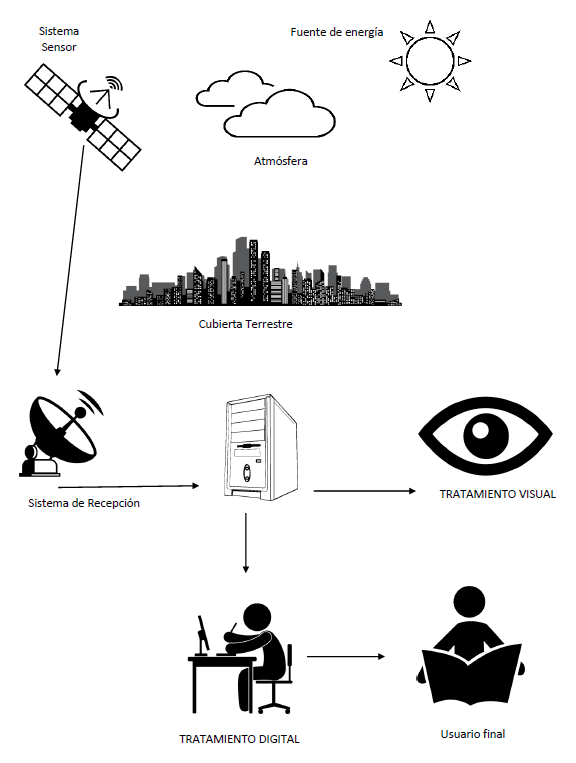 Sistema
Sensor
Fuente de energía
Atmósfera
Cubierta Terrestre
Sistema de Recepción
TRATAMIENTO VISUAL
TRATAMIENTO DIGITAL
Usuario final